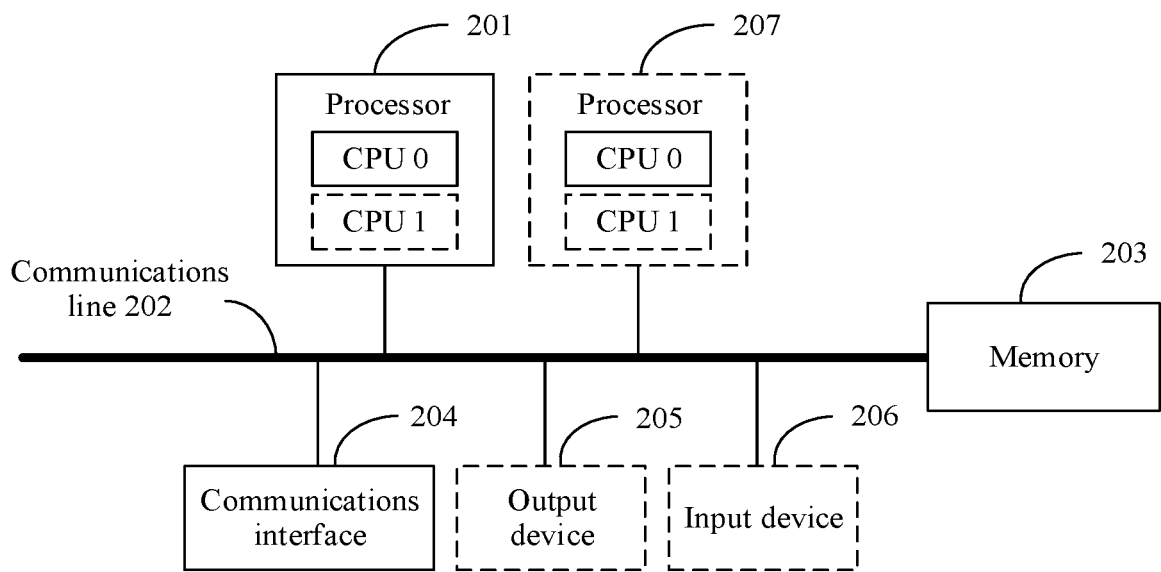 201
207
Processor
CPU 0
CPU 1
Processor
CPU 0
CPU 1
Communications
line 202
203
Memory
204
205
206
Communications
interface
Output
device
Input device